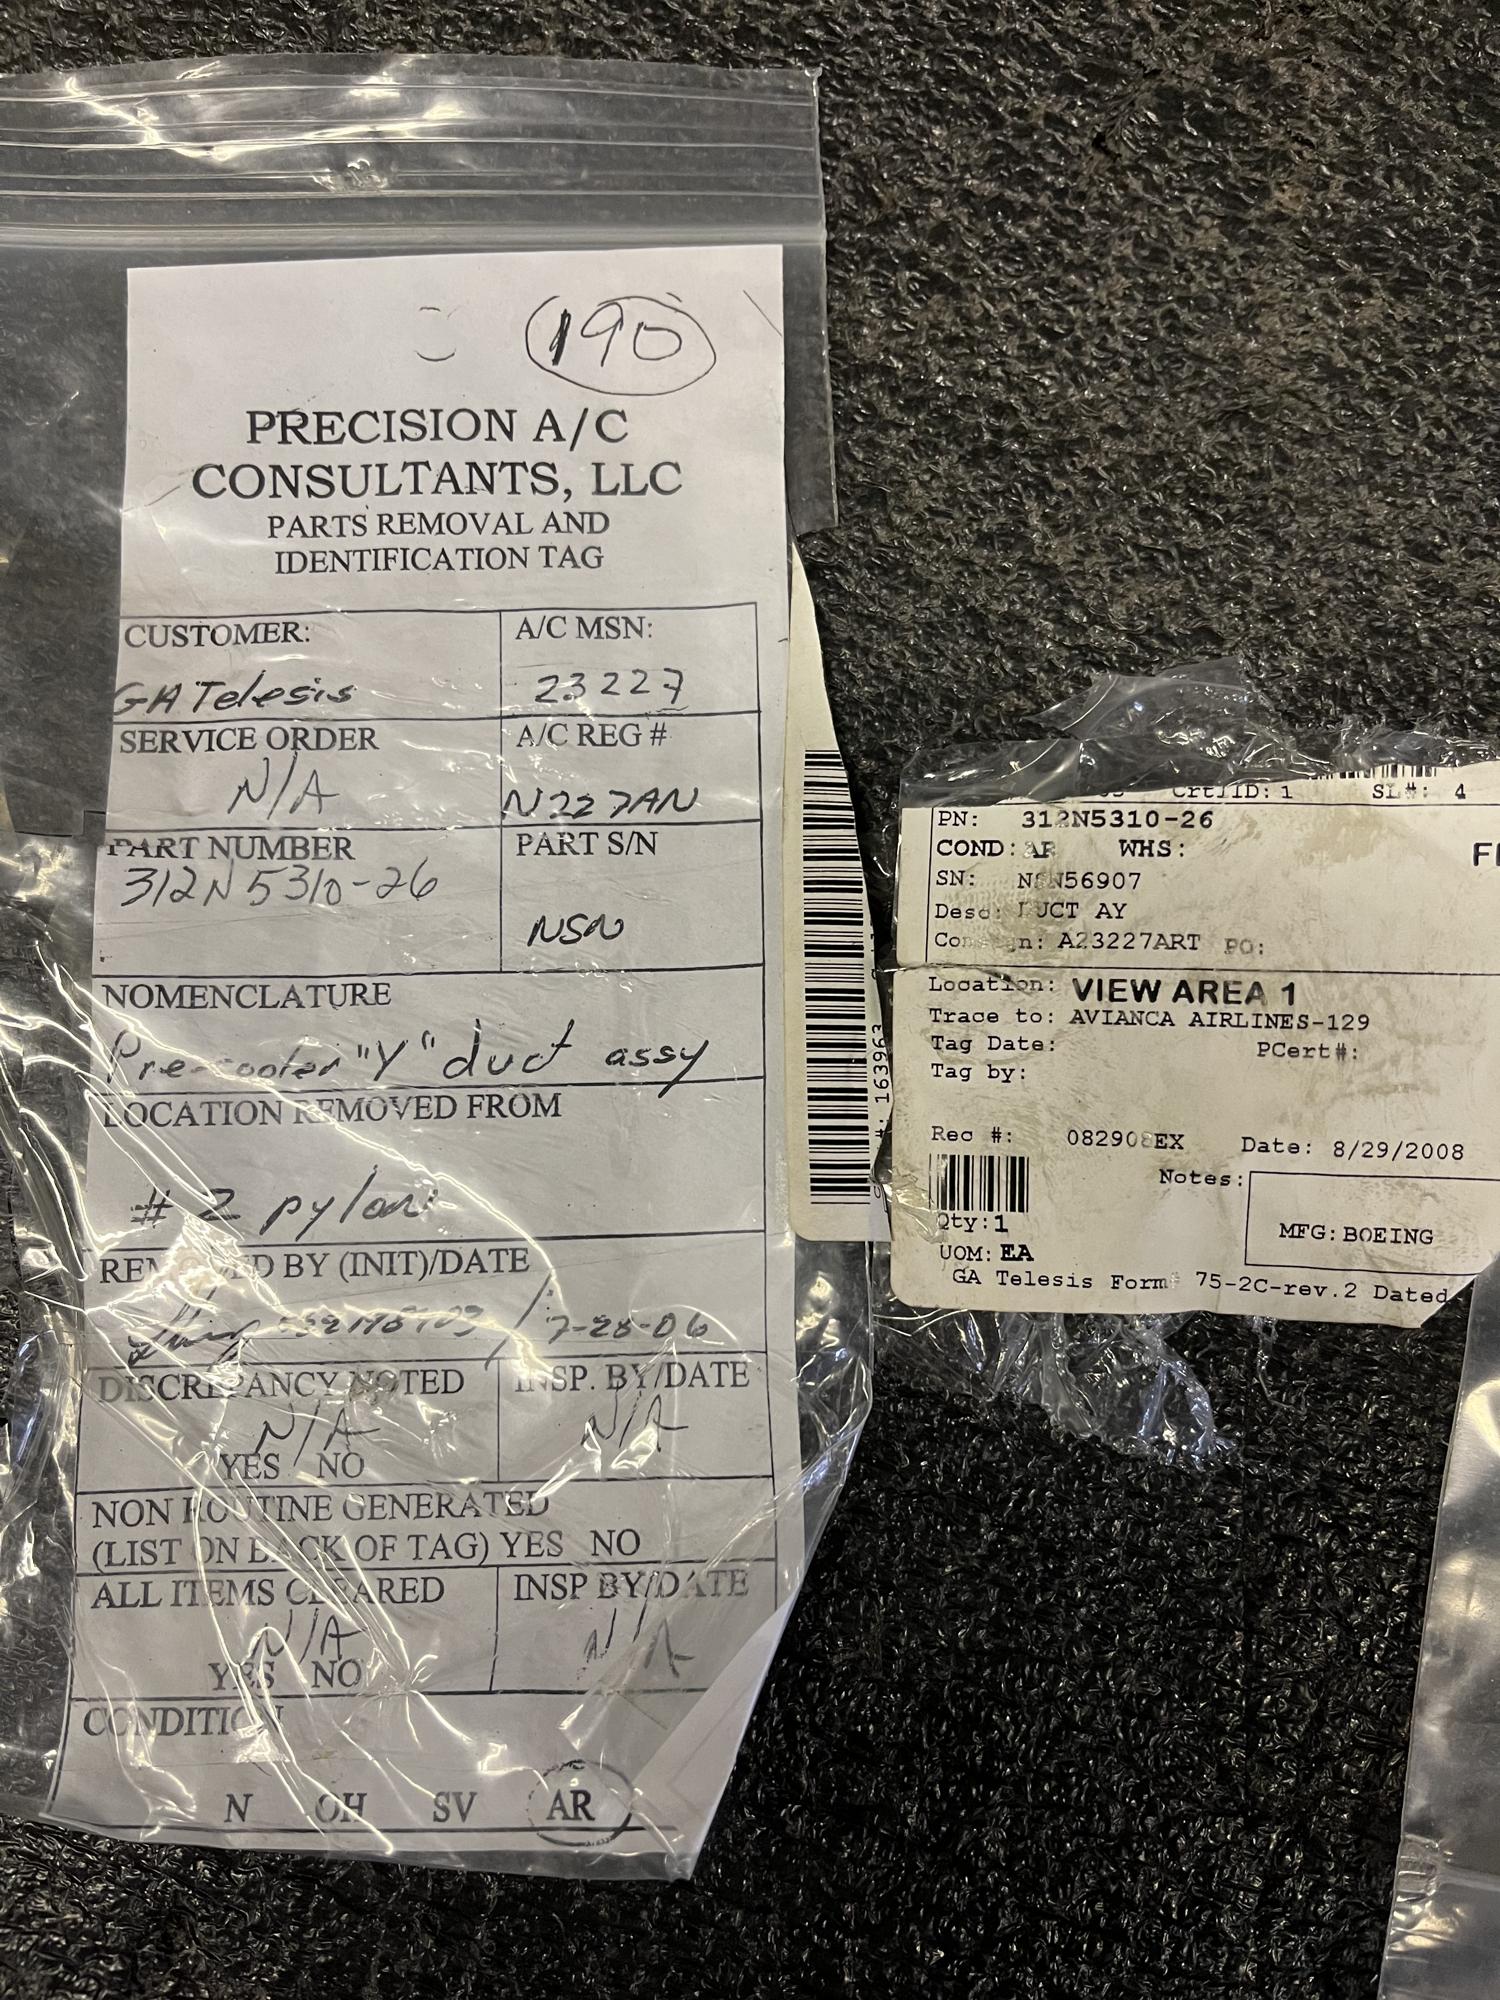 190
PRECISION A/C
CONSULTANTS, LLC
PARTS REMOVAL AND
IDENTIFICATION TAG
CUSTOMER:
GA Telesis
A/C MSN:
23227
SERVICE ORDER
N/A
A/C REG #
N227AN
PART NUMBER
312N5310-26
PART S/N
NSN
NOMENCLATURE
Pre-cooler "Y" duct assy
LOCATION REMOVED FROM
# 2 pylon
REMOVED BY (INIT)/DATE
/ 7-28-06
DISCREPANCY NOTED
N/A
YES NO
INSP. BY/DATE
N/A
NON ROUTINE GENERATED
(LIST ON BACK OF TAG) YES NO
ALL ITEMS CLEARED
N/A
YES NO
INSP BY/DATE
N/A
CONDITION
N OH SV AR
#: 163963
CrtlID: 1 SL#: 4
PN: 312N5310-26
COND: AR WHS:
SN: NSN56907
Desc: DUCT AY
Consign: A23227ART PO:
Location: VIEW AREA 1
Trace to: AVIANCA AIRLINES-129
Tag Date: PCert#:
Tag by:
Rec #: 082908EX Date: 8/29/2008
Notes:
MFG: BOEING
Qty: 1
UOM: EA
GA Telesis Form# 75-2C-rev.2 Dated